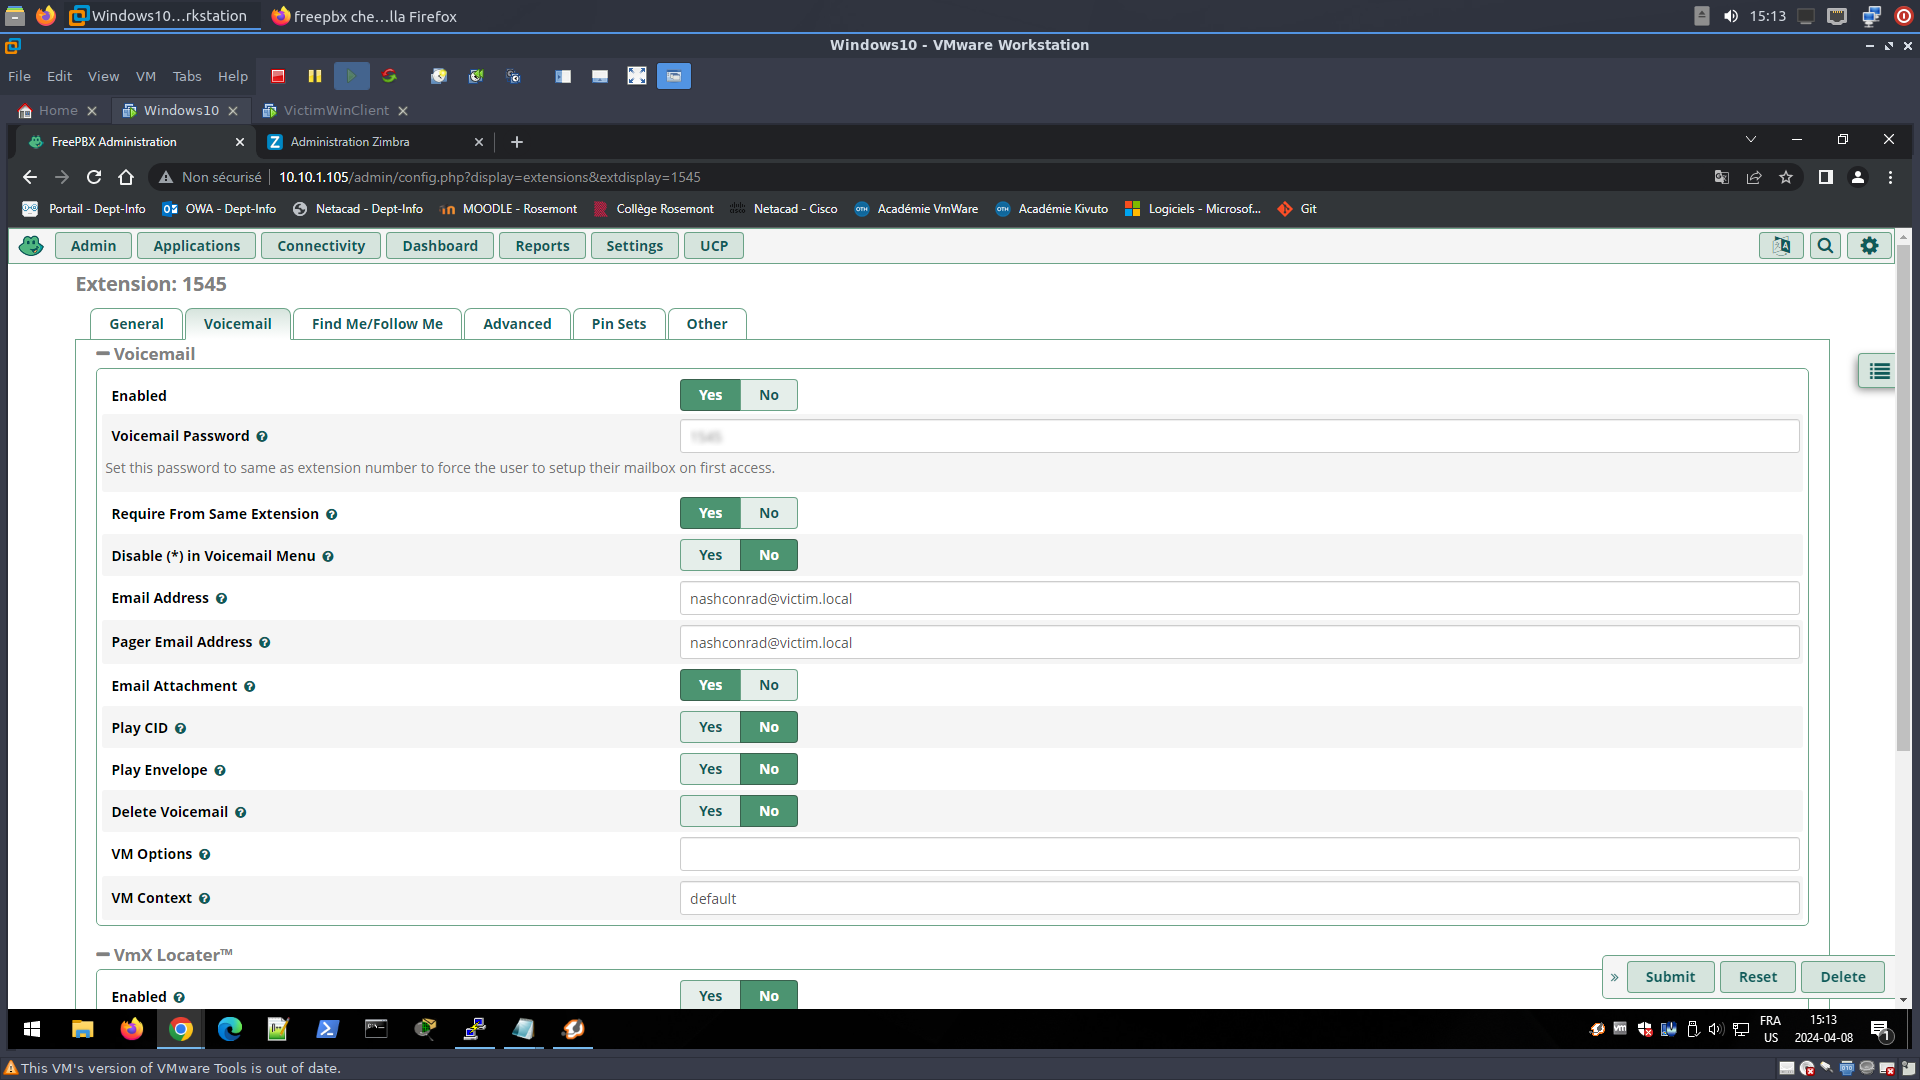 Windows10...rkstation
freepbx che...lla Firefox
15:13
Windows10 - VMware Workstation
File Edit View VM Tabs Help
Home Windows10 VictimWinClient
FreePBX Administration Administration Zimbra
Non sécurisé 10.10.1.105/admin/config.php?display=extensions&extdisplay=1545
Portail - Dept-Info OWA - Dept-Info Netacad - Dept-Info MOODLE - Rosemont Collège Rosemont Netacad - Cisco Académie VmWare Académie Kivuto Logiciels - Microsof... Git
Admin Applications Connectivity Dashboard Reports Settings UCP
Extension: 1545
General Voicemail Find Me/Follow Me Advanced Pin Sets Other
Voicemail
Enabled Yes No
Voicemail Password
Set this password to same as extension number to force the user to setup their mailbox on first access.
Require From Same Extension Yes No
Disable (*) in Voicemail Menu Yes No
Email Address nashconrad@victim.local
Pager Email Address nashconrad@victim.local
Email Attachment Yes No
Play CID Yes No
Play Envelope Yes No
Delete Voicemail Yes No
VM Options
VM Context default
VmX Locater™
Enabled Yes No
» Submit Reset Delete
FRA
US
15:13
2024-04-08
1
This VM's version of VMware Tools is out of date.